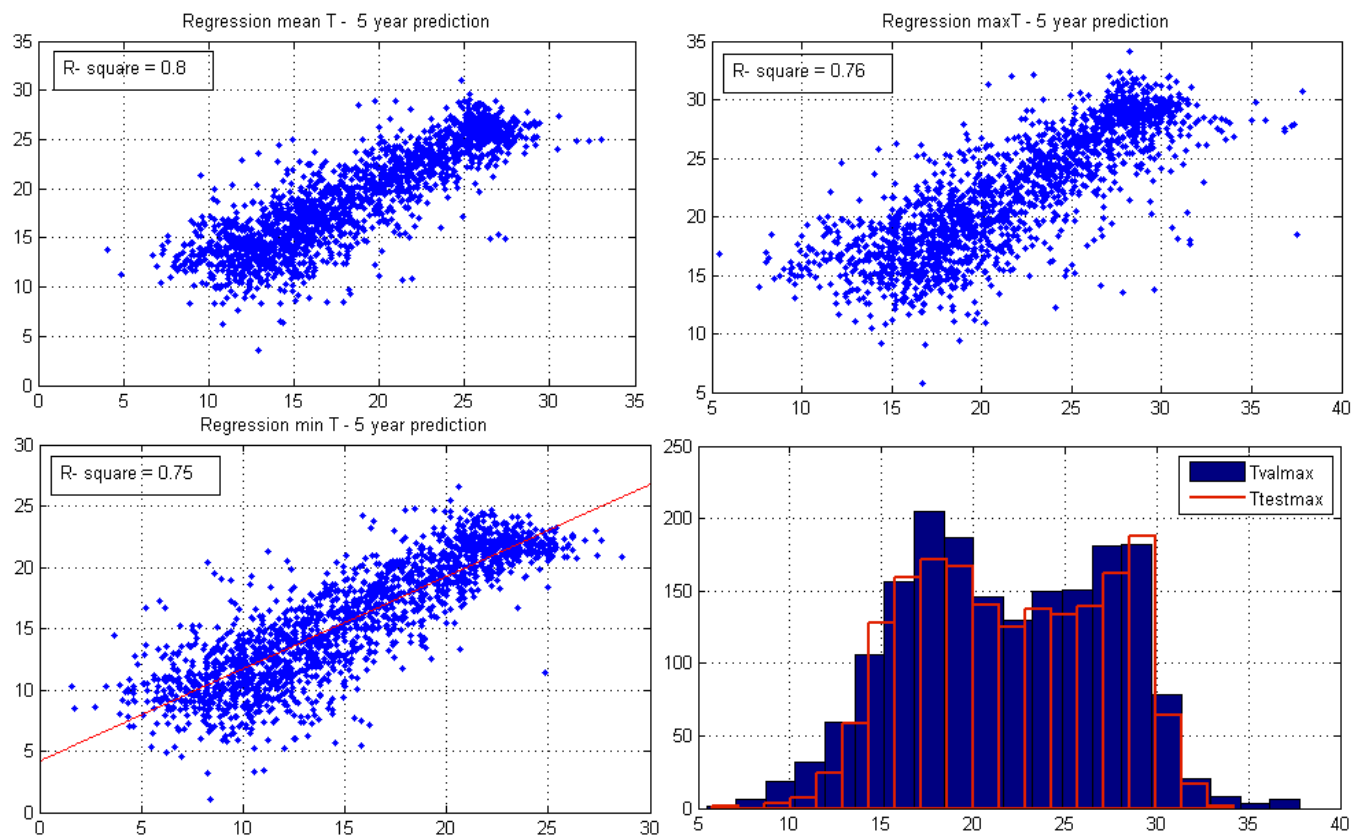 Regression mean T - 5 year prediction
R- square = 0.8
35
30
25
20
15
10
5
0
0 5 10 15 20 25 30 35
Regression maxT - 5 year prediction
R- square = 0.76
35
30
25
20
15
10
5
5 10 15 20 25 30 35 40
Regression min T - 5 year prediction
R- square = 0.75
30
25
20
15
10
5
0
0 5 10 15 20 25 30
Tvalmax
Ttestmax
250
200
150
100
50
0
5 10 15 20 25 30 35 40